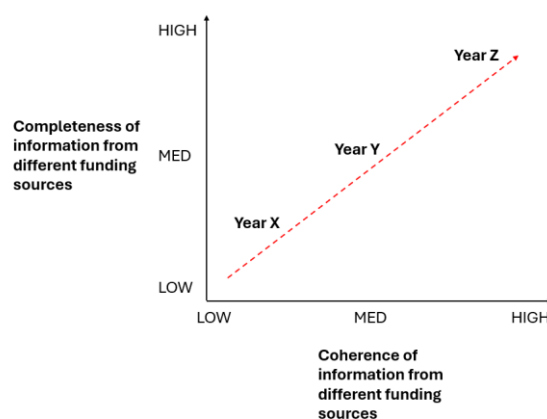 HIGH
Year Z
Completeness of
information from
different funding
sources
MED
Year Y
Year X
LOW
LOW
MED
HIGH
Coherence of
information from
different funding
sources